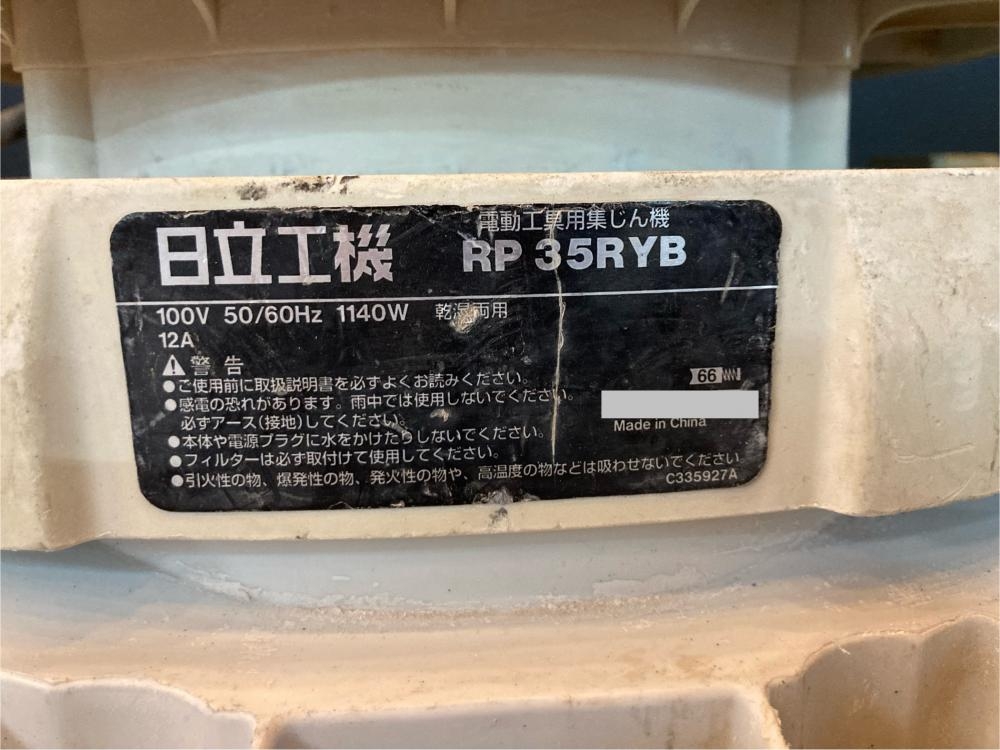 電動工具用集じん機
日立工機 RP 35RYB
100V 50/60Hz 1140W 乾湿両用
12A
警告
●ご使用前に取扱説明書を必ずよくお読みください。
●感電の恐れがあります。雨中では使用しないでください。
必ずアース(接地)してください。
●本体や電源プラグに水をかけたりしないでください。
●フィルターは必ず取付けて使用してください。
●引火性の物、爆発性の物、発火性の物や、高温度の物などは吸わせないでください。
66
Made in China
C335927A